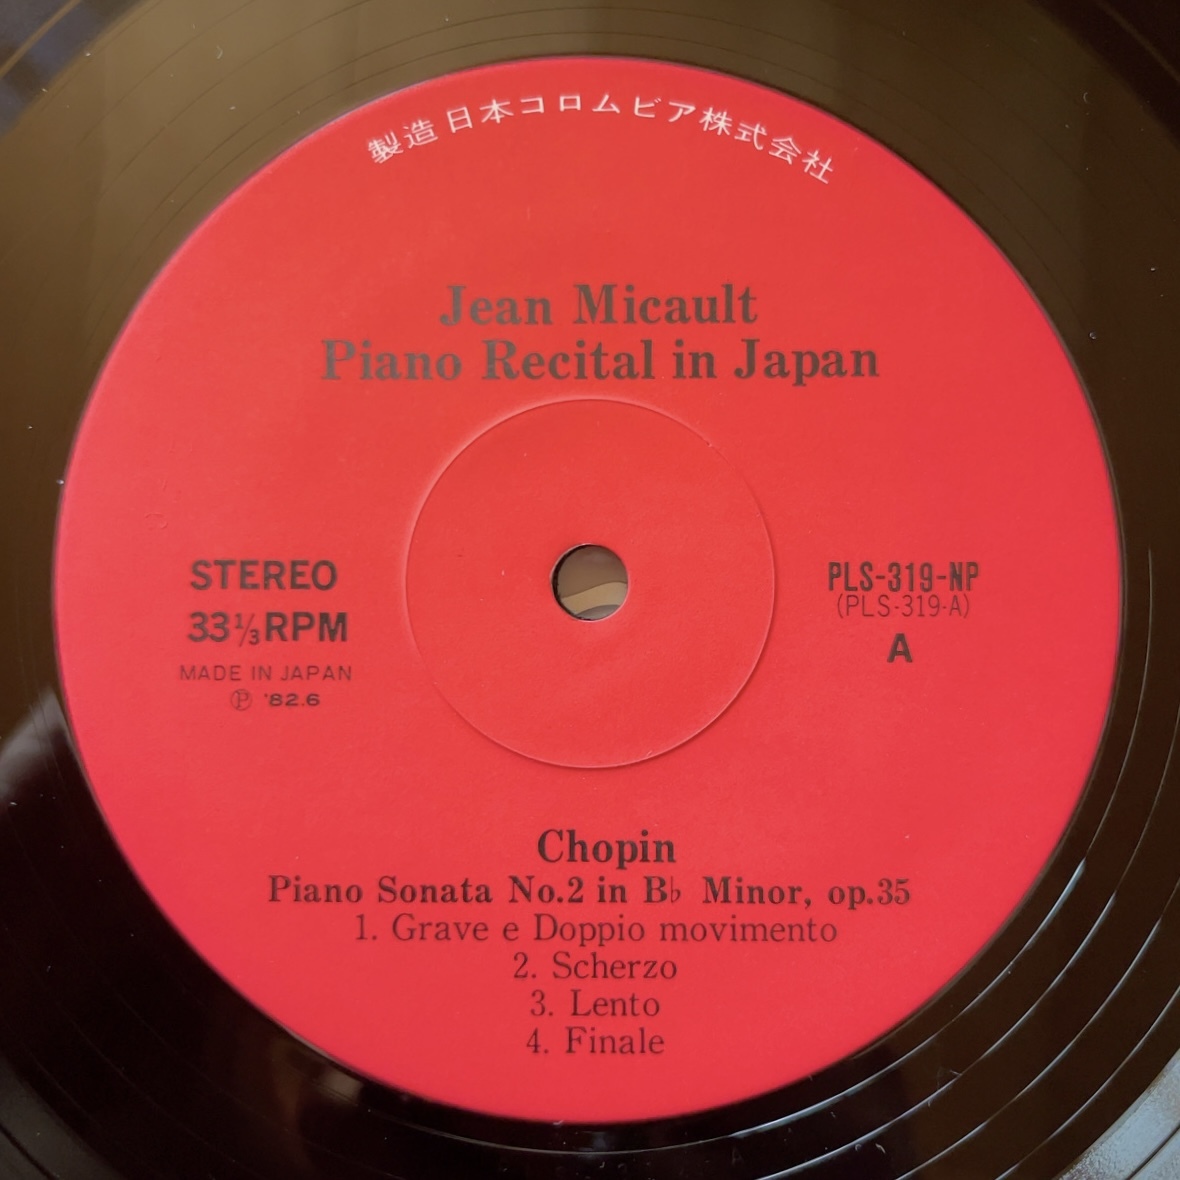 製造 日本コロムビア株式会社
Jean Micault
Piano Recital in Japan
STEREO
33⅓RPM
MADE IN JAPAN
Ⓟ '82.6
PLS-319-NP
(PLS-319-A)
A
Chopin
Piano Sonata No.2 in B♭ Minor, op.35
1. Grave e Doppio movimento
2. Scherzo
3. Lento
4. Finale